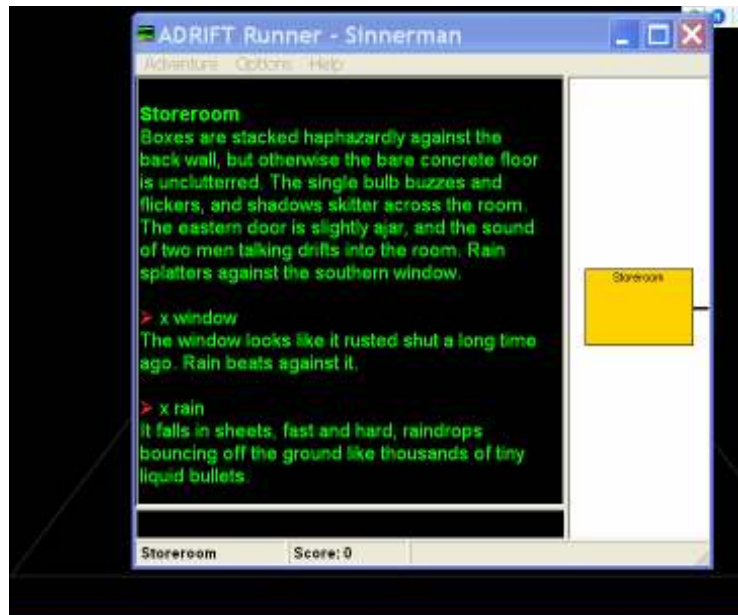 ADRIFT Runner - Sinnerman
Adventure Options Help
Storeroom
Boxes are stacked haphazardly against the
back wall, but otherwise the bare concrete floor
is unclutterred. The single bulb buzzes and
flickers, and shadows skitter across the room.
The eastern door is slightly ajar, and the sound
of two men talking drifts into the room. Rain
splatters against the southern window.
> x window
The window looks like it rusted shut a long time
ago. Rain beats against it.
> x rain
It falls in sheets, fast and hard, raindrops
bouncing off the ground like thousands of tiny
liquid bullets.
Storeroom
Storeroom Score: 0